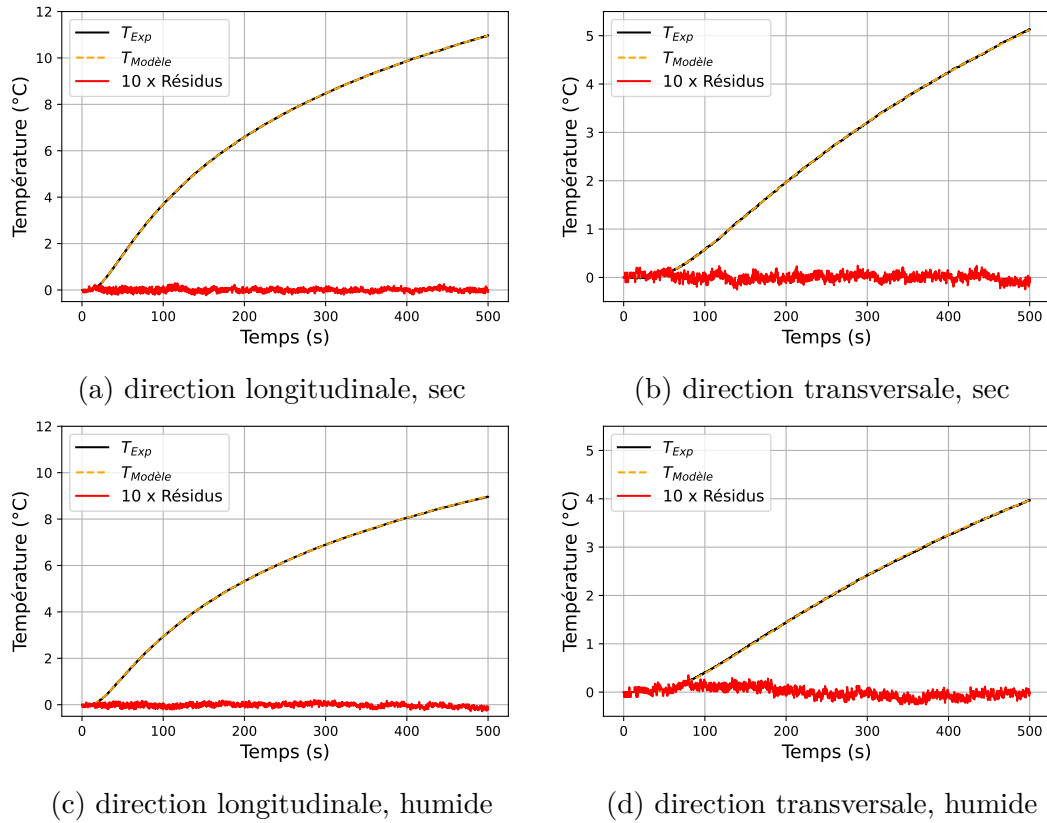 12
10
8
6
4
2
0
Température (°C)
T_Exp
T_Modèle
10 x Résidus
0 100 200 300 400 500
Temps (s)
(a) direction longitudinale, sec
5
4
3
2
1
0
Température (°C)
T_Exp
T_Modèle
10 x Résidus
0 100 200 300 400 500
Temps (s)
(b) direction transversale, sec
12
10
8
6
4
2
0
Température (°C)
T_Exp
T_Modèle
10 x Résidus
0 100 200 300 400 500
Temps (s)
(c) direction longitudinale, humide
5
4
3
2
1
0
Température (°C)
T_Exp
T_Modèle
10 x Résidus
0 100 200 300 400 500
Temps (s)
(d) direction transversale, humide